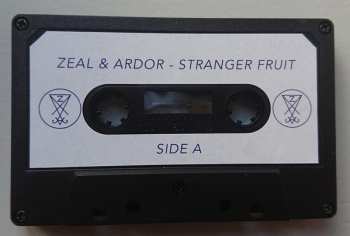 ZEAL & ARDOR - STRANGER FRUIT
SIDE A